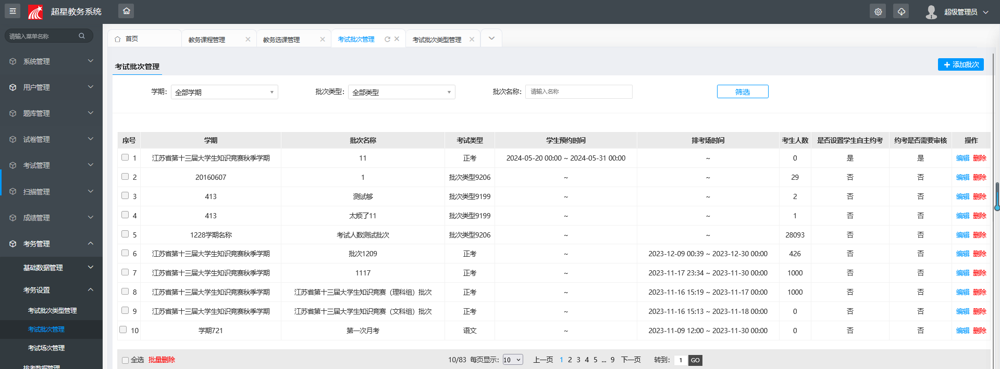 超星教务系统
超级管理员
请输入菜单名称
系统管理
用户管理
题库管理
试卷管理
考试管理
扫描管理
成绩管理
考务管理
基础数据管理
考务设置
考试批次类型管理
考试批次管理
考试场次管理
排考数据管理
首页 教务课程管理 教务选课管理 考试批次管理 考试批次类型管理
考试批次管理
添加批次
学期: 全部学期 批次类型: 全部类型 批次名称: 请输入名称 筛选
序号 学期 批次名称 考试类型 学生预约时间 排考场时间 考生人数 是否设置学生自主约考 约考是否需要审核 操作
1 江苏省第十三届大学生知识竞赛秋季学期 11 正考 2024-05-20 00:00 ~ 2024-05-31 00:00 ~ 0 是 是 编辑 删除
2 20160607 1 批次类型9206 ~ ~ 29 否 否 编辑 删除
3 413 测试够 批次类型9199 ~ ~ 2 否 否 编辑 删除
4 413 太烦了11 批次类型9199 ~ ~ 1 否 否 编辑 删除
5 1228学期名称 考试人数测试批次 批次类型9206 ~ ~ 28093 否 否 编辑 删除
6 江苏省第十三届大学生知识竞赛秋季学期 批次1209 正考 ~ 2023-12-09 00:39 ~ 2023-12-30 00:00 426 否 否 编辑 删除
7 江苏省第十三届大学生知识竞赛秋季学期 1117 正考 ~ 2023-11-17 23:34 ~ 2023-11-30 00:00 1000 否 否 编辑 删除
8 江苏省第十三届大学生知识竞赛秋季学期 江苏省第十三届大学生知识竞赛（理科组）批次 正考 ~ 2023-11-16 15:19 ~ 2023-11-17 00:00 1000 否 否 编辑 删除
9 江苏省第十三届大学生知识竞赛秋季学期 江苏省第十三届大学生知识竞赛（文科组）批次 正考 ~ 2023-11-16 15:13 ~ 2023-11-18 00:00 0 否 否 编辑 删除
10 学期721 第一次月考 语文 ~ 2023-11-09 12:00 ~ 2023-11-30 00:00 0 否 否 编辑 删除
全选 批量删除 10/83 每页显示: 10 上一页 1 2 3 4 5 ... 9 下一页 转到: 1 GO